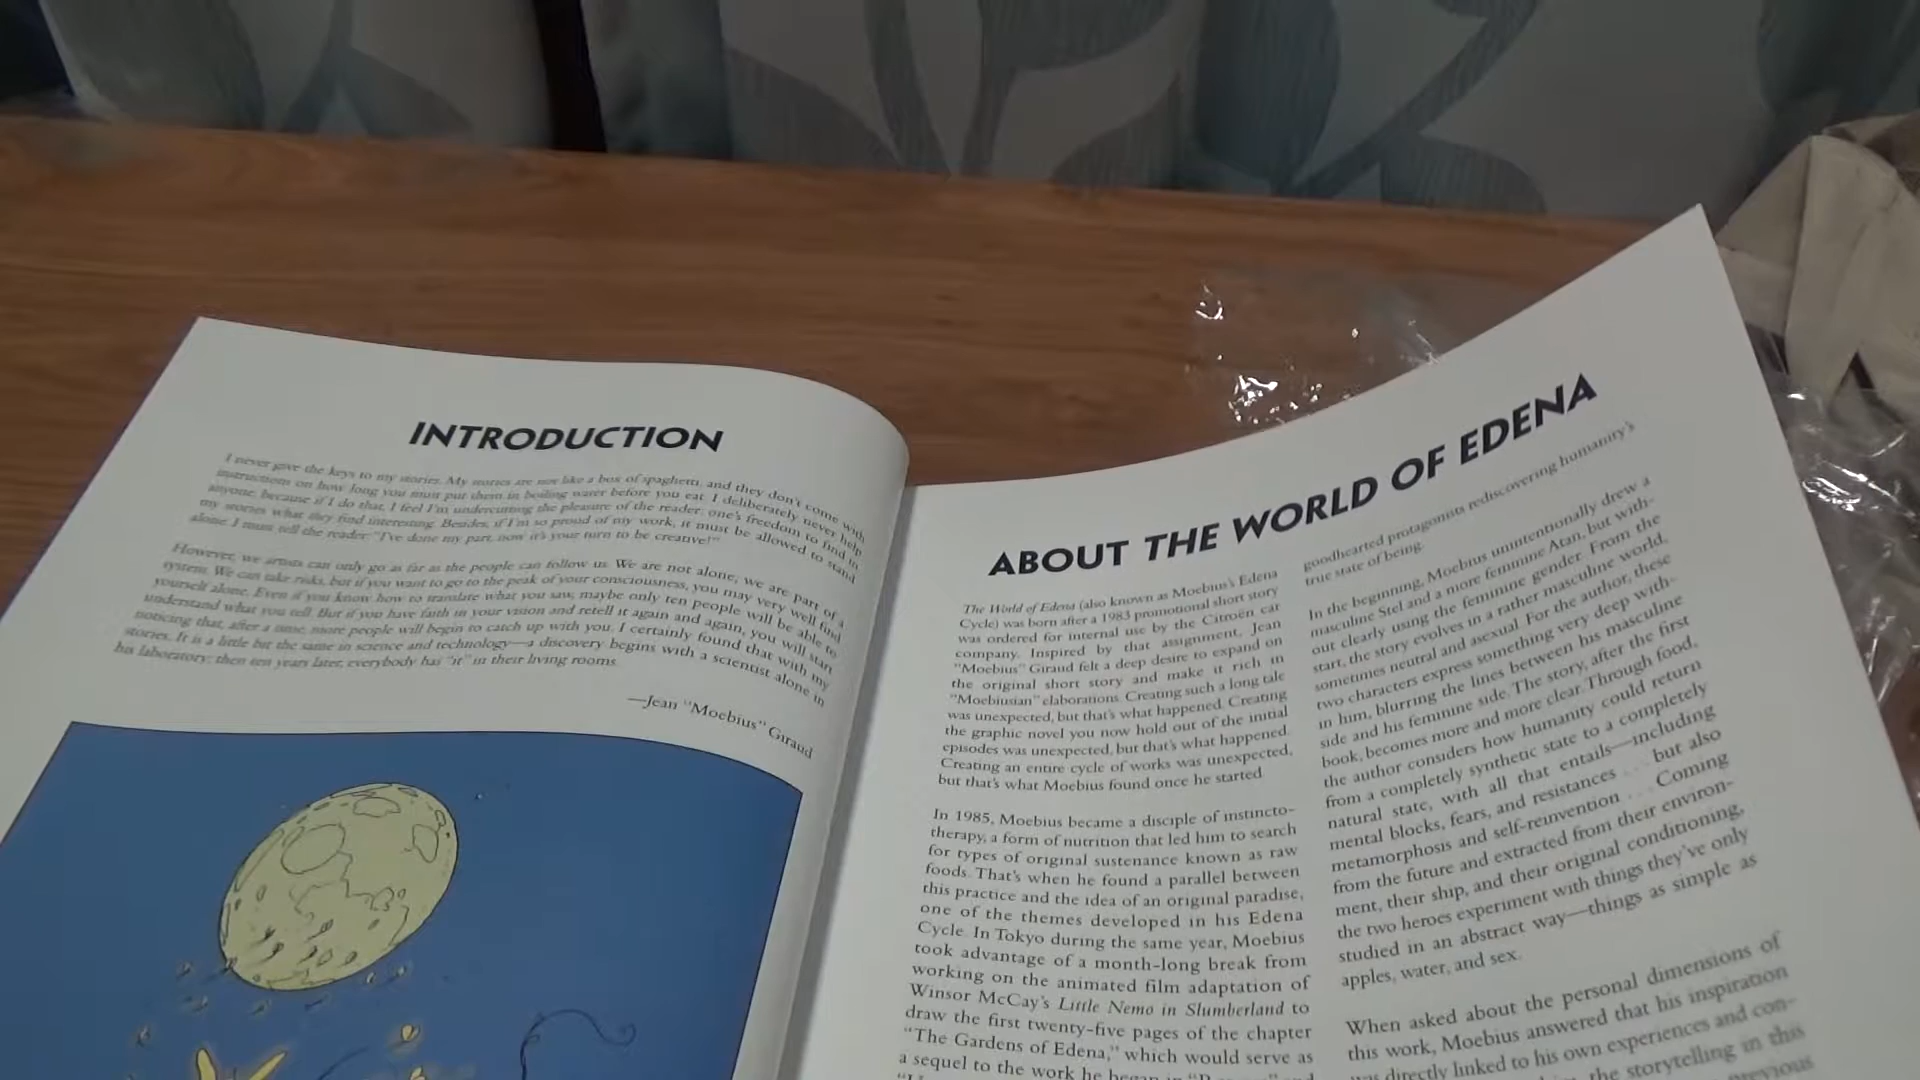 INTRODUCTION
I never give the keys to my stories. My stories are not like a box of spaghetti, and they don't come with
instructions on how long you must put them in boiling water before you eat. I deliberately never help
anyone, because if I do that, I feel I'm undercutting the pleasure of the reader: one's freedom to find in
my stories what they find interesting. Besides, if I'm so proud of my work, it must be allowed to stand
alone. I must tell the reader: "I've done my part, now it's your turn to be creative!"
However, we artists can only go as far as the people can follow us. We are not alone; we are part of a
system. We can take risks, but if you want to go to the peak of your consciousness, you may very well find
yourself alone. Even if you know how to translate what you saw, maybe only ten people will be able to
understand what you tell. But if you have faith in your vision and retell it again and again, you will start
noticing that, after a time, more people will begin to catch up with you. I certainly found that with my
stories. It is a little bit the same in science and technology—a discovery begins with a scientist alone in
his laboratory; then ten years later, everybody has "it" in their living rooms.
—Jean "Moebius" Giraud
ABOUT THE WORLD OF EDENA
The World of Edena (also known as Moebius's Edena
Cycle) was born after a 1983 promotional short story
was ordered for internal use by the Citroën car
company. Inspired by that assignment, Jean
"Moebius" Giraud felt a deep desire to expand on
the original short story and make it rich in
"Moebiusian" elaborations. Creating such a long tale
was unexpected, but that's what happened. Creating
the graphic novel you now hold out of the initial
episodes was unexpected, but that's what happened.
Creating an entire cycle of works was unexpected,
but that's what Moebius found once he started
In 1985, Moebius became a disciple of instincto-
therapy, a form of nutrition that led him to search
for types of original sustenance known as raw
foods. That's when he found a parallel between
this practice and the idea of an original paradise,
one of the themes developed in his Edena
Cycle. In Tokyo during the same year, Moebius
took advantage of a month-long break from
working on the animated film adaptation of
Winsor McCay's Little Nemo in Slumberland to
draw the first twenty-five pages of the chapter
"The Gardens of Edena," which would serve as
a sequel to the work he began in and
goodhearted protagonists rediscovering humanity's
true state of being.
In the beginning, Moebius unintentionally drew a
masculine Stel and a more feminine Atan, but with-
out clearly using the feminine gender. From the
start, the story evolves in a rather masculine world,
sometimes neutral and asexual. For the author, these
two characters express something very deep with-
in him, blurring the lines between his masculine
side and his feminine side. The story, after the first
book, becomes more and more clear. Through food,
the author considers how humanity could return
from a completely synthetic state to a completely
natural state, with all that entails—including
mental blocks, fears, and resistances . . . but also
metamorphosis and self-reinvention . . . Coming
from the future and extracted from their environ-
ment, their ship, and their original conditioning,
the two heroes experiment with things they've only
studied in an abstract way—things as simple as
apples, water, and sex.
When asked about the personal dimensions of
this work, Moebius answered that his inspiration
was directly linked to his own experiences and con-
the storytelling in this
previous